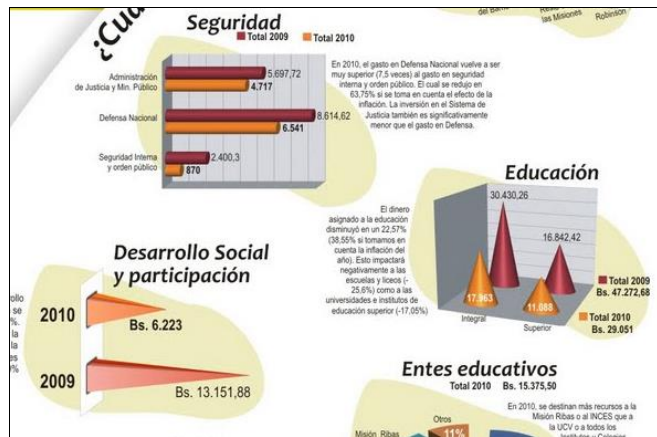 ¿Cuá
del
las Misiones
Robinson
Seguridad
Total 2009
Total 2010
Administración
de Justicia y Min. Público
5.697,72
4.717
Defensa Nacional
8.614,62
6.541
Seguridad Interna
y orden público
2.400,3
870
En 2010, el gasto en Defensa Nacional vuelve a ser
muy superior (7,5 veces) al gasto en seguridad
interna y orden público. El cual se redujo en
63,75% si se toma en cuenta el efecto de la
inflación. La inversión en el Sistema de
Justicia también es significativamente
menor que el gasto en Defensa.
Educación
El dinero
asignado a la educación
disminuyó en un 22,57%
(38,55% si tomamos en
cuenta la inflación del
año). Esto impactará
negativamente a las
escuelas y liceos (-
25,6%) como a las
universidades e institutos de
educación superior (-17,05%)
30.430,26
16.842,42
17.963
11.088
Integral
Superior
Total 2009
Bs. 47.272,68
Total 2010
Bs. 29.051
Desarrollo Social
y participación
2010
Bs. 6.223
2009
Bs. 13.151,88
ollo
se
%.
la
la
es
%
Entes educativos
Total 2010 Bs. 15.375,50
En 2010, se destinan más recursos a la
Misión Ribas o al INCES que a
la UCV o a todos los
Otros
11%
Misión Ribas